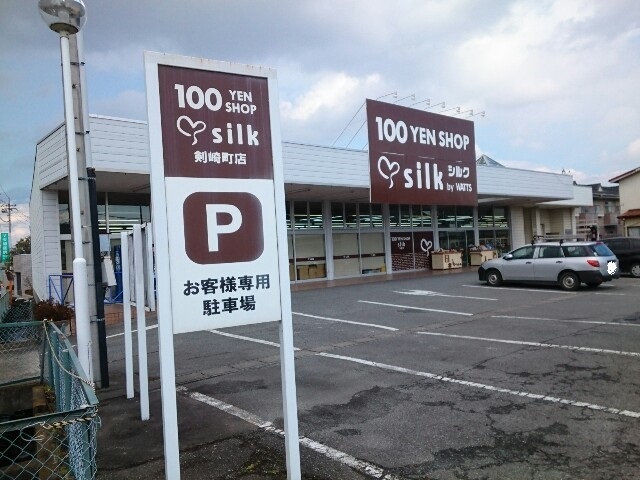 100 YEN
SHOP
silk
剣崎町店
P
お客様専用
駐車場
100 YEN SHOP
silk シルク
by WATTS